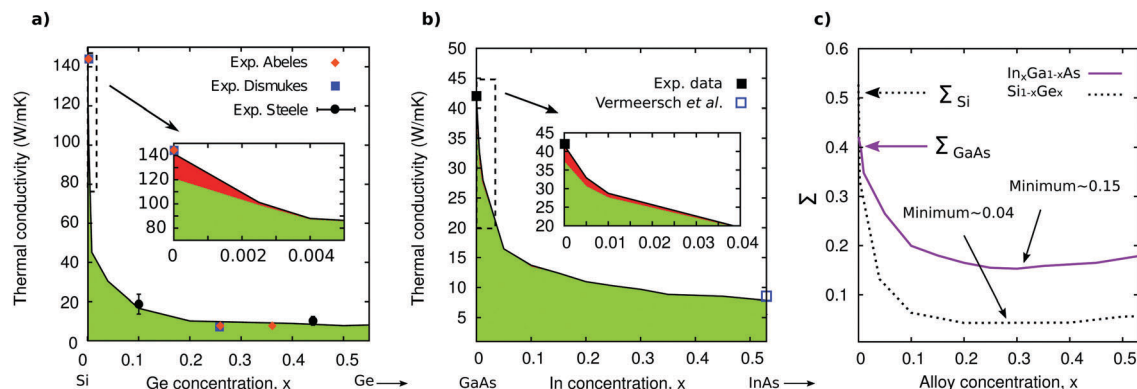 a)
Exp. Abeles
Exp. Dismukes
Exp. Steele
Thermal conductivity (W/mK)
140
120
100
80
60
40
20
0
140
120
100
80
0
0.002
0.004
0
0.1
0.2
0.3
0.4
0.5
Si
Ge concentration, x
Ge
b)
Exp. data
Vermeersch et al.
Thermal conductivity (W/mK)
50
45
40
35
30
25
20
15
10
5
45
40
35
30
25
20
0
0.01
0.02
0.03
0.04
0
0.1
0.2
0.3
0.4
0.5
GaAs
In concentration, x
InAs
c)
InxGa1-xAs
Si1-xGex
Σ
0.6
0.5
0.4
0.3
0.2
0.1
ΣSi
ΣGaAs
Minimum~0.15
Minimum~0.04
0
0.1
0.2
0.3
0.4
0.5
Alloy concentration, x